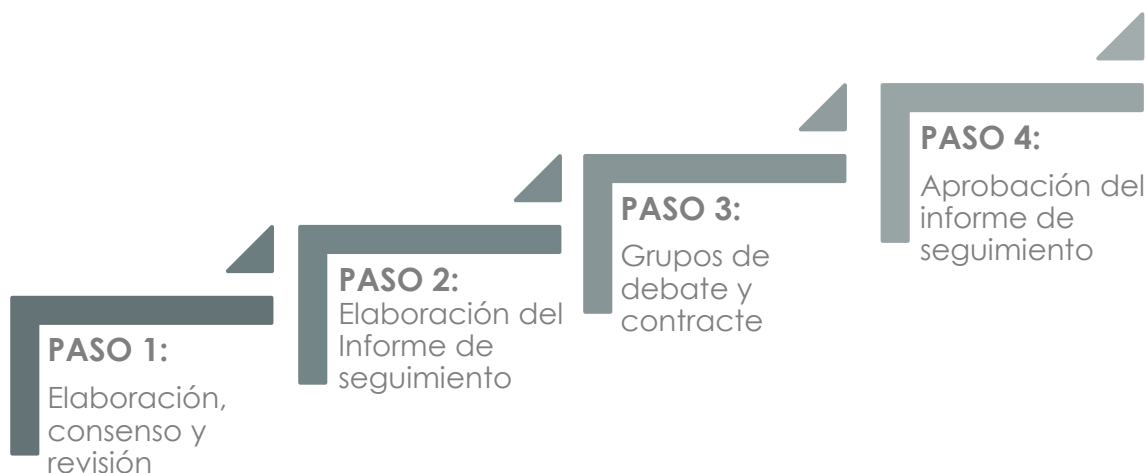 PASO 1:
Elaboración,
consenso y
revisión
PASO 2:
Elaboración del
Informe de
seguimiento
PASO 3:
Grupos de
debate y
contracte
PASO 4:
Aprobación del
informe de
seguimiento